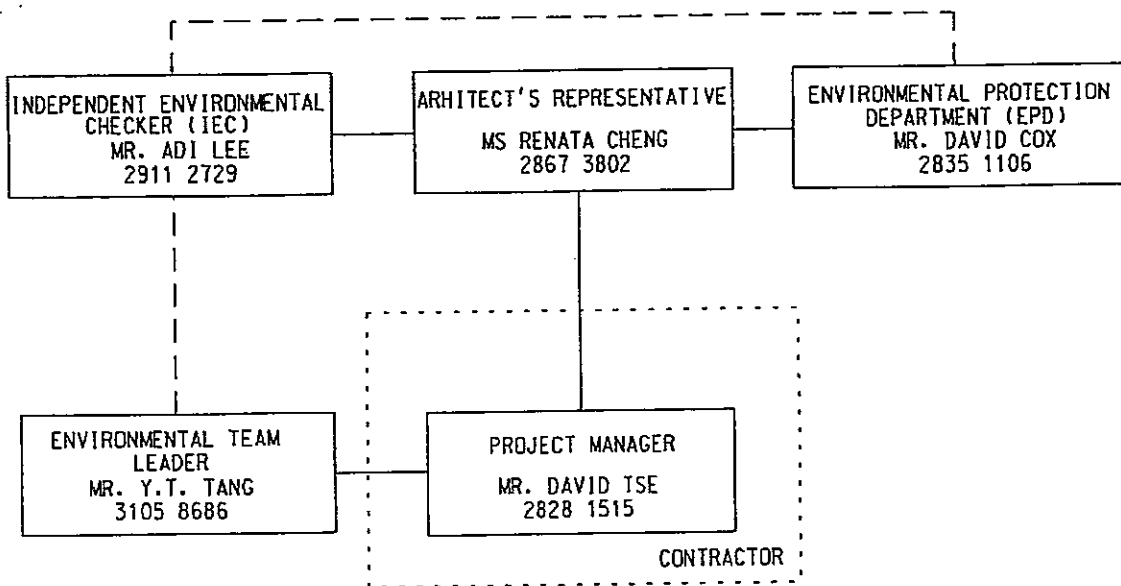 INDEPENDENT ENVIRONMENTAL
CHECKER (IEC)
MR. ADI LEE
2911 2729
ARHITECT'S REPRESENTATIVE
MS RENATA CHENG
2867 3802
ENVIRONMENTAL PROTECTION
DEPARTMENT (EPD)
MR. DAVID COX
2835 1106
ENVIRONMENTAL TEAM
LEADER
MR. Y.T. TANG
3105 8686
PROJECT MANAGER
MR. DAVID TSE
2828 1515
CONTRACTOR